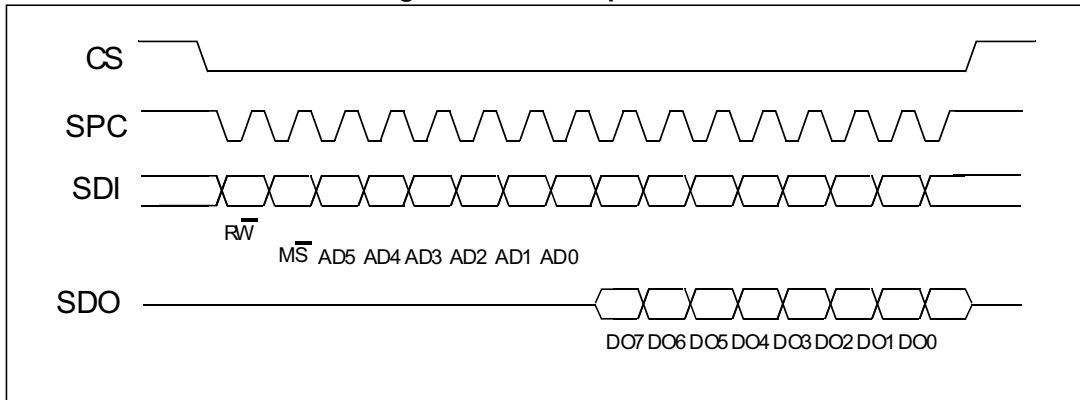 CS
SPC
SDI
RW̅
MS̅ AD5 AD4 AD3 AD2 AD1 AD0
SDO
DO7 DO6 DO5 DO4 DO3 DO2 DO1 DO0